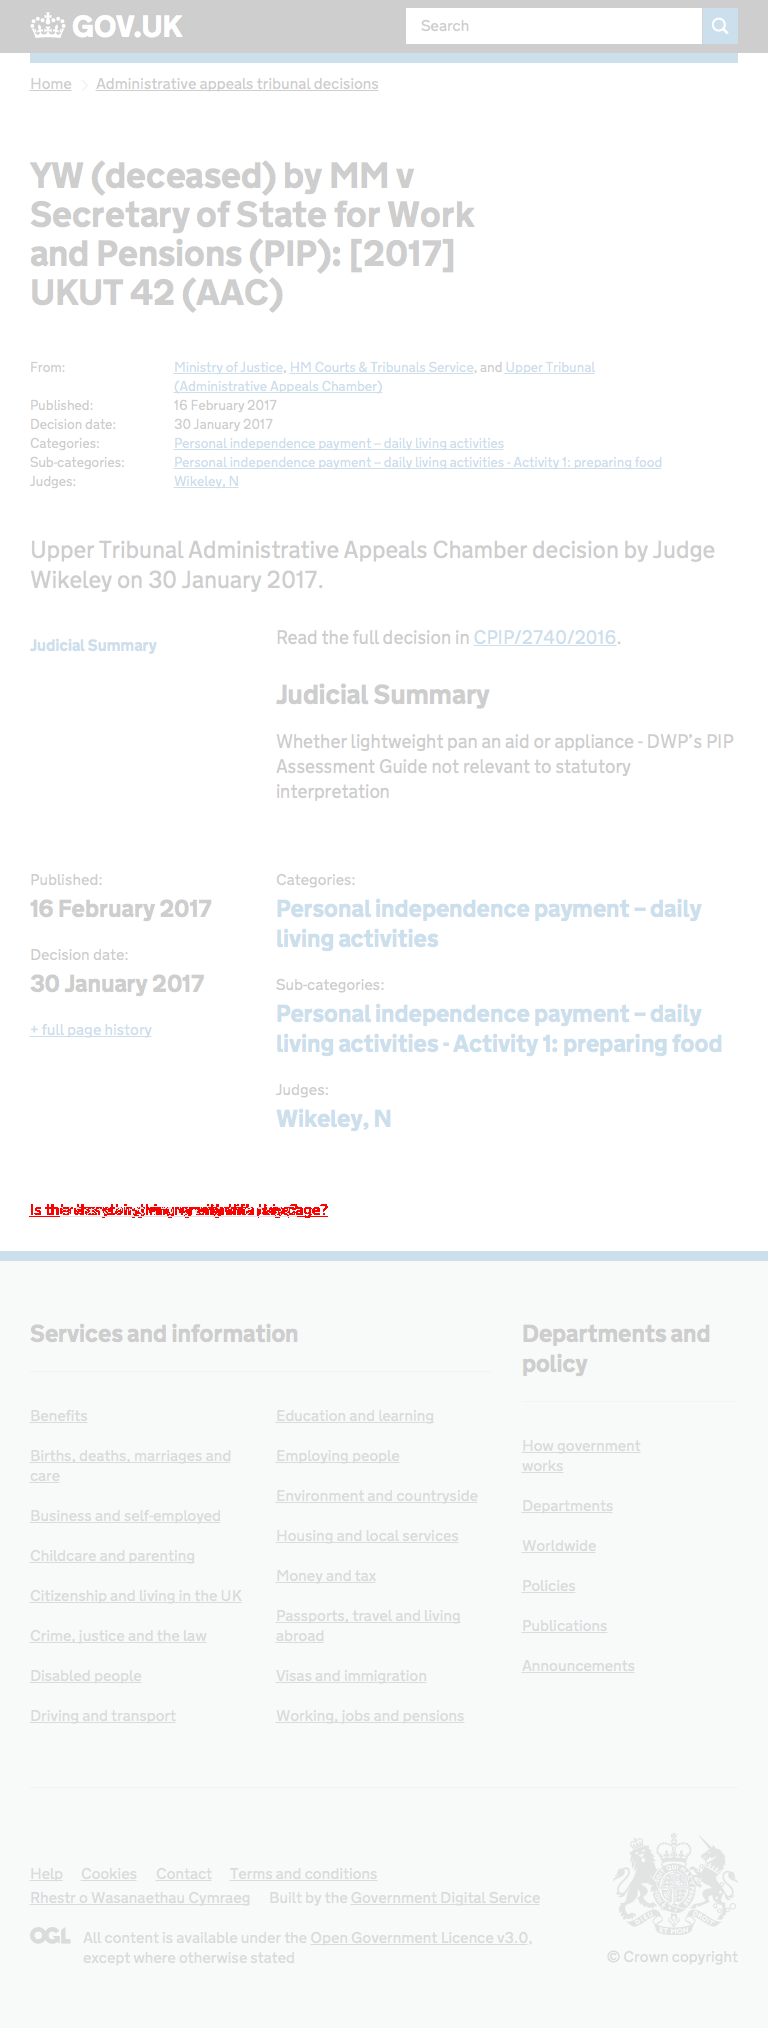 GOV.UK
Search
Home
Administrative appeals tribunal decisions
YW (deceased) by MM v
Secretary of State for Work
and Pensions (PIP): [2017]
UKUT 42 (AAC)
From: Ministry of Justice, HM Courts & Tribunals Service, and Upper Tribunal
(Administrative Appeals Chamber)
Published: 16 February 2017
Decision date: 30 January 2017
Categories: Personal independence payment – daily living activities
Sub-categories: Personal independence payment – daily living activities - Activity 1: preparing food
Judges: Wikeley, N
Upper Tribunal Administrative Appeals Chamber decision by Judge
Wikeley on 30 January 2017.
Judicial Summary
Read the full decision in CPIP/2740/2016.
Judicial Summary
Whether lightweight pan an aid or appliance - DWP’s PIP
Assessment Guide not relevant to statutory
interpretation
Published:
16 February 2017
Decision date:
30 January 2017
+ full page history
Categories:
Personal independence payment – daily
living activities
Sub-categories:
Personal independence payment – daily
living activities - Activity 1: preparing food
Judges:
Wikeley, N
Services and information
Benefits
Births, deaths, marriages and
care
Business and self-employed
Childcare and parenting
Citizenship and living in the UK
Crime, justice and the law
Disabled people
Driving and transport
Education and learning
Employing people
Environment and countryside
Housing and local services
Money and tax
Passports, travel and living
abroad
Visas and immigration
Working, jobs and pensions
Departments and
policy
How government
works
Departments
Worldwide
Policies
Publications
Announcements
Help Cookies Contact Terms and conditions
Rhestr o Wasanaethau Cymraeg Built by the Government Digital Service
OGL All content is available under the Open Government Licence v3.0,
except where otherwise stated
© Crown copyright